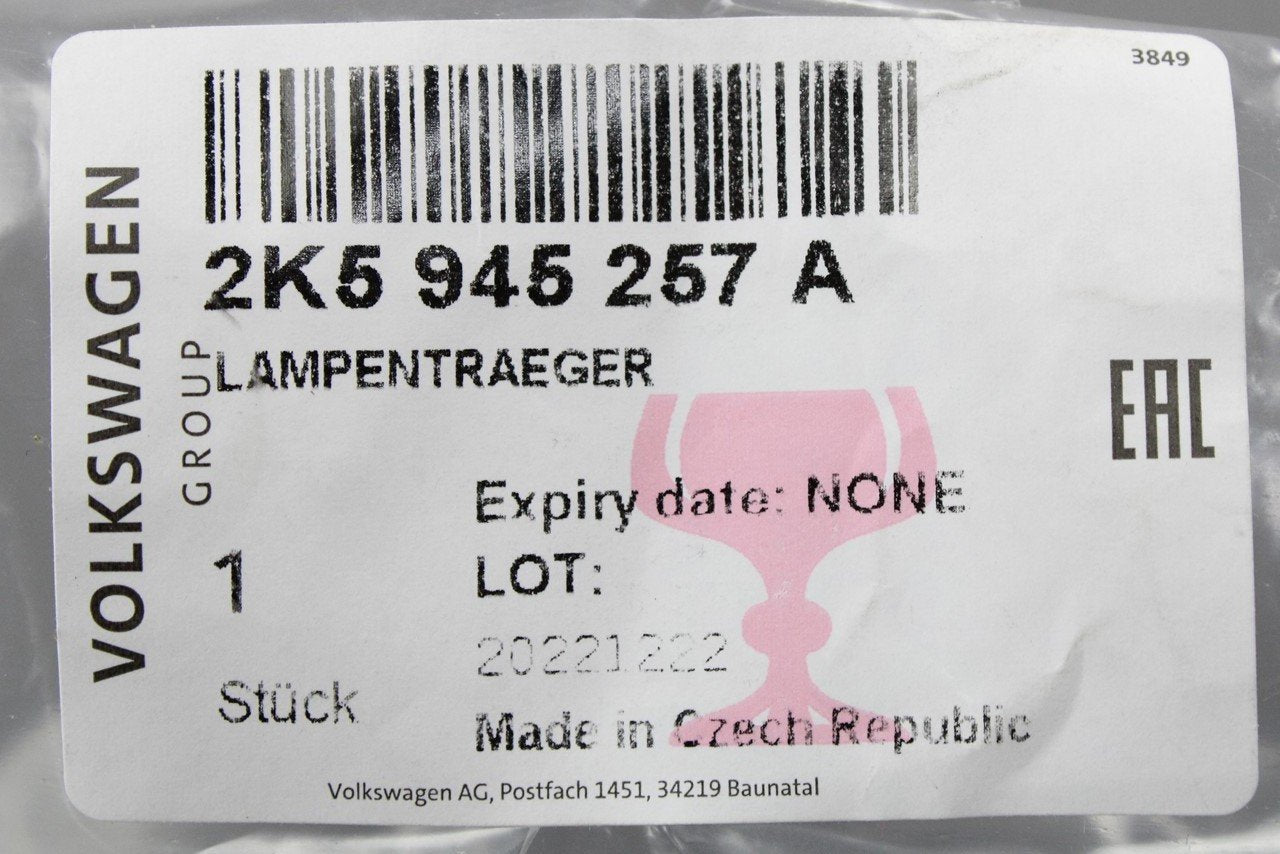 3849
2K5 945 257 A
LAMPENTRAEGER
VOLKSWAGEN
GROUP
EAC
Expiry date: NONE
1
LOT:
20221222
Stück
Made in Czech Republic
Volkswagen AG, Postfach 1451, 34219 Baunatal